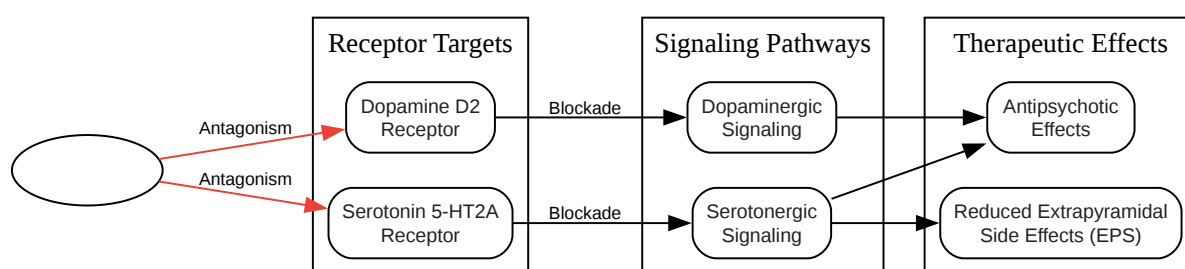 Receptor Targets
Signaling Pathways
Therapeutic Effects
Antagonism
Dopamine D2
Receptor
Blockade
Dopaminergic
Signaling
Antipsychotic
Effects
Antagonism
Serotonin 5-HT2A
Receptor
Blockade
Serotonergic
Signaling
Reduced Extrapyramidal
Side Effects (EPS)